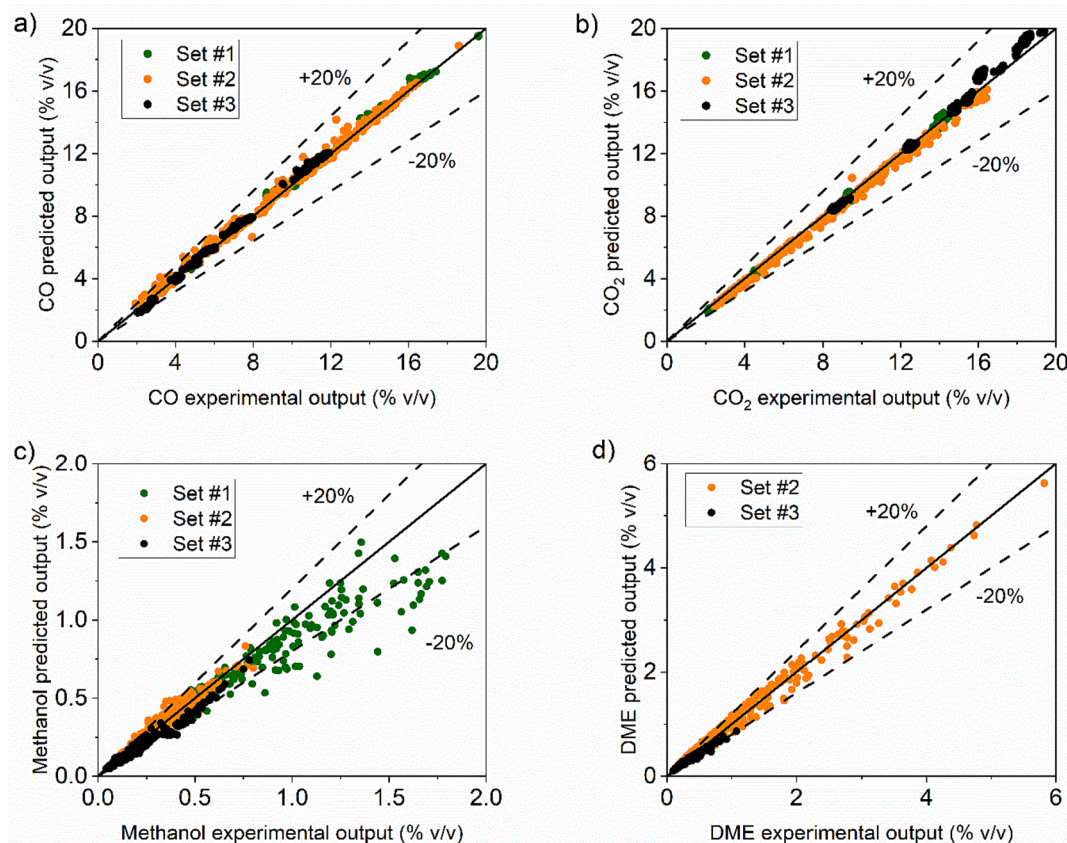 a)
CO predicted output (% v/v)
20
16
12
8
4
0
Set #1
Set #2
Set #3
+20%
-20%
0 4 8 12 16 20
CO experimental output (% v/v)
b)
CO₂ predicted output (% v/v)
20
16
12
8
4
0
Set #1
Set #2
Set #3
+20%
-20%
0 4 8 12 16 20
CO₂ experimental output (% v/v)
c)
Methanol predicted output (% v/v)
2.0
1.5
1.0
0.5
0.0
Set #1
Set #2
Set #3
+20%
-20%
0.0 0.5 1.0 1.5 2.0
Methanol experimental output (% v/v)
d)
DME predicted output (% v/v)
6
4
2
0
Set #2
Set #3
+20%
-20%
0 2 4 6
DME experimental output (% v/v)